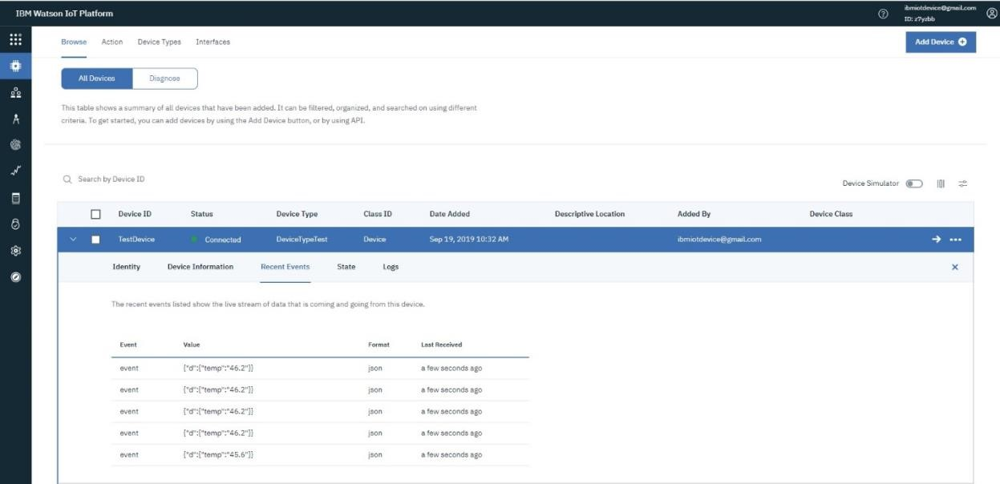 IBM Watson IoT Platform
ibmiotdevice@gmail.com
ID: z7yzbb
Browse Action Device Types Interfaces
Add Device
All Devices Diagnose
This table shows a summary of all devices that have been added. It can be filtered, organized, and searched on using different
criteria. To get started, you can add devices by using the Add Device button, or by using API.
Search by Device ID
Device Simulator
Device ID Status Device Type Class ID Date Added Descriptive Location Added By Device Class
TestDevice Connected DeviceTypeTest Device Sep 19, 2019 10:32 AM ibmiotdevice@gmail.com
Identity Device Information Recent Events State Logs
The recent events listed show the live stream of data that is coming and going from this device.
Event Value Format Last Received
event {"d":{"temp":"46.2"}} json a few seconds ago
event {"d":{"temp":"46.2"}} json a few seconds ago
event {"d":{"temp":"46.2"}} json a few seconds ago
event {"d":{"temp":"46.2"}} json a few seconds ago
event {"d":{"temp":"45.6"}} json a few seconds ago